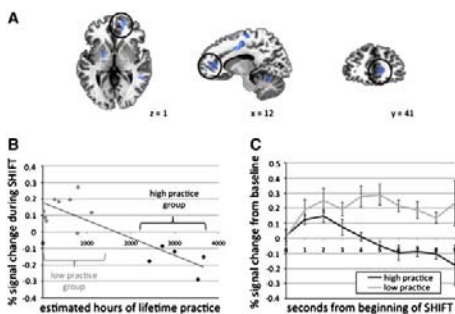 A
z = 1
x = 12
y = 41
B
% signal change during SHIFT
0.4
0.3
0.2
0.1
0
-0.1
-0.2
-0.3
-0.4
0
1000
2000
3000
4000
high practice
group
low practice
group
estimated hours of lifetime practice
C
% signal change from baseline
0.5
0.4
0.3
0.2
0.1
0
-0.1
-0.2
-0.3
-0.4
0 1 2 3 4 5 6 7 8 9
high practice
low practice
seconds from beginning of SHIFT